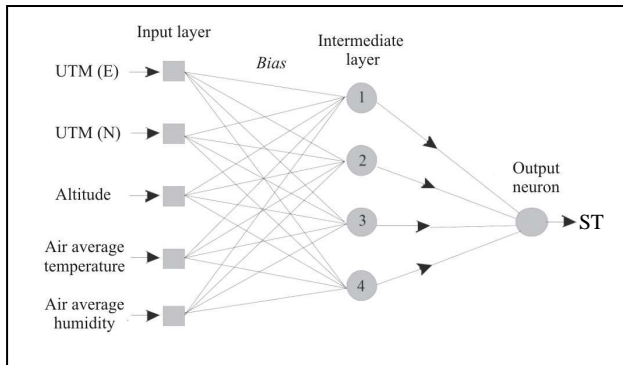 Input layer
Bias
Intermediate
layer
UTM (E)
UTM (N)
Altitude
Air average
temperature
Air average
humidity
1
2
3
4
Output
neuron
ST